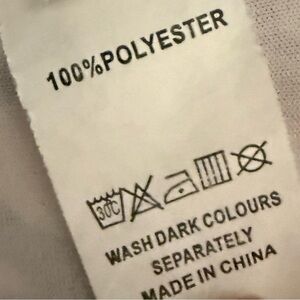 100%POLYESTER
30C
WASH DARK COLOURS
SEPARATELY
MADE IN CHINA